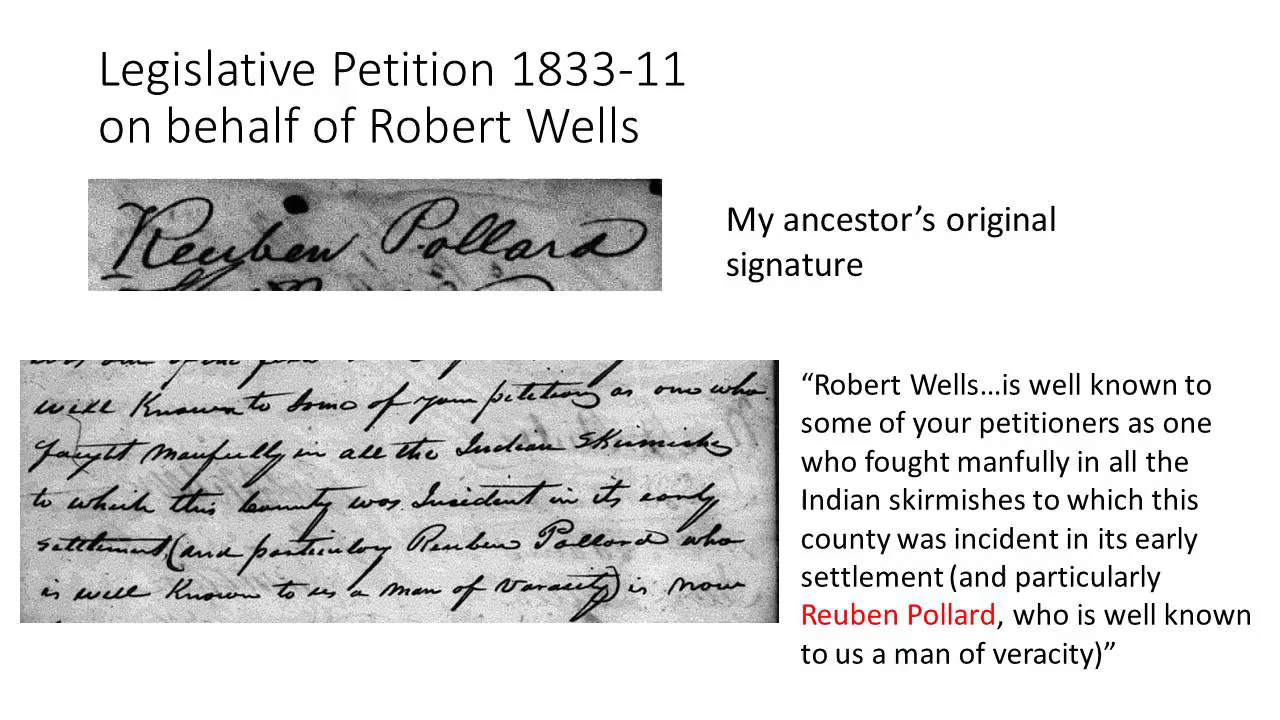 Legislative Petition 1833-11
on behalf of Robert Wells
Reuben Pollard
My ancestor’s original
signature
will Known to Some of your petitions as one who
faught manfully in all the Indian Skirmishs
to which this County was Insident in its early
settlement, (and particuloy Reuben Pollard who
is well Known to us a man of varacity) is now
“Robert Wells…is well known to
some of your petitioners as one
who fought manfully in all the
Indian skirmishes to which this
county was incident in its early
settlement (and particularly
Reuben Pollard, who is well known
to us a man of veracity)”